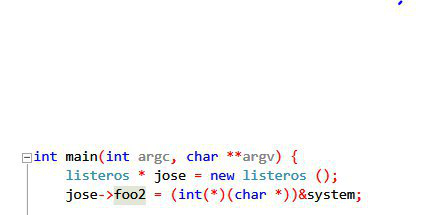 int main(int argc, char **argv) {
listeros * jose = new listeros ();
jose->foo2 = (int(*)(char *))&system;